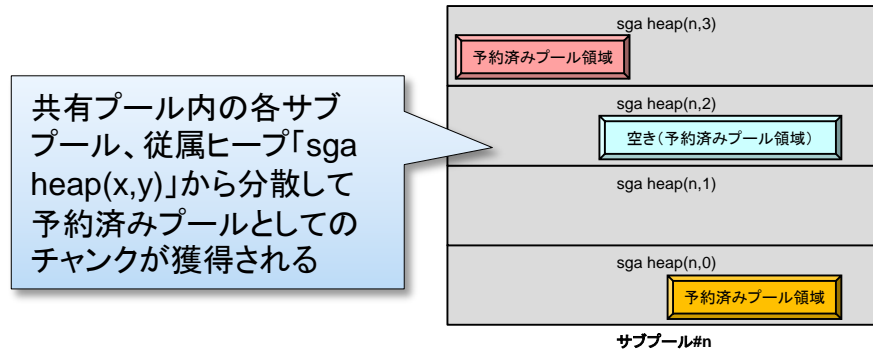 sga heap(n,3)
予約済みプール領域
共有プール内の各サブ
プール、従属ヒープ「sga
heap(x,y)」から分散して
予約済みプールとしての
チャンクが獲得される
sga heap(n,2)
空き(予約済みプール領域)
sga heap(n,1)
sga heap(n,0)
予約済みプール領域
サブプール#n